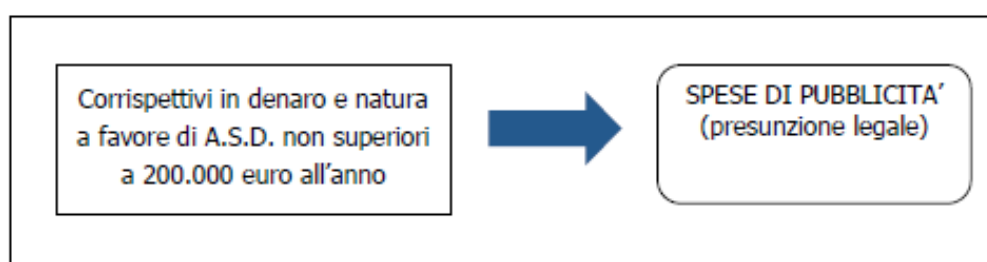 Corrispettivi in denaro e natura
a favore di A.S.D. non superiori
a 200.000 euro all'anno
SPESE DI PUBBLICITA'
(presunzione legale)